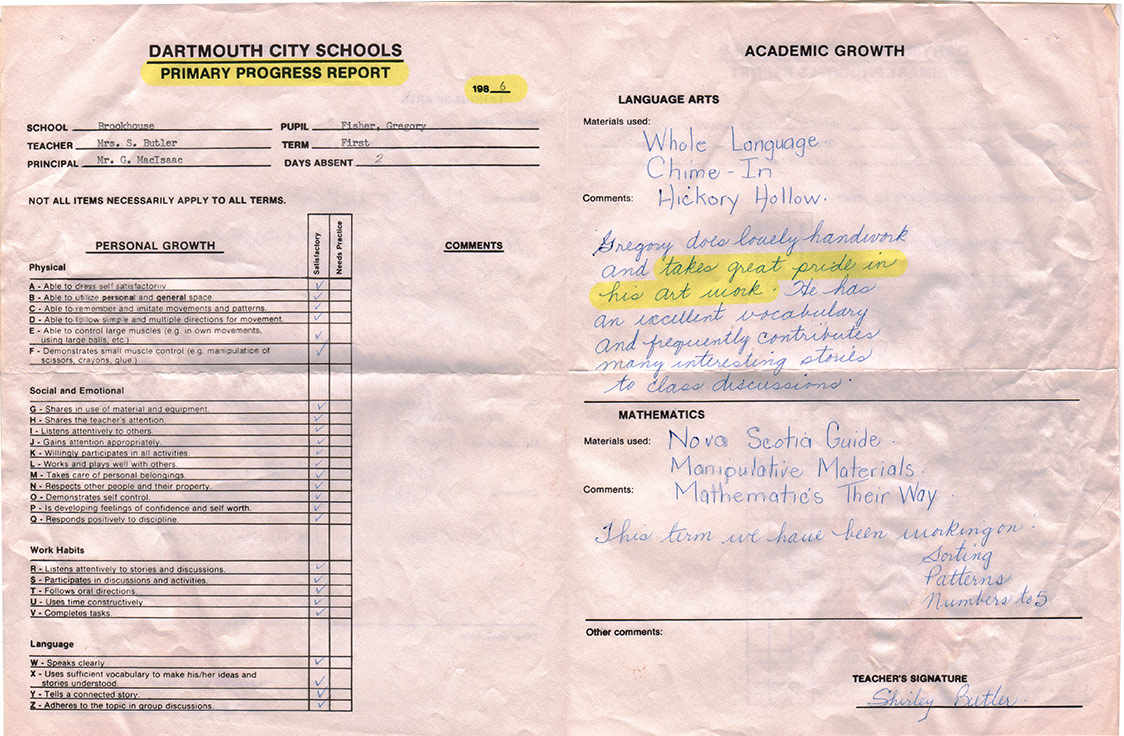 DARTMOUTH CITY SCHOOLS
PRIMARY PROGRESS REPORT
198 6
SCHOOL Brookhouse PUPIL Fisher, Gregory
TEACHER Mrs. S. Butler TERM First
PRINCIPAL Mr. G. MacIsaac DAYS ABSENT 2
NOT ALL ITEMS NECESSARILY APPLY TO ALL TERMS.
PERSONAL GROWTH Satisfactory Needs Practice COMMENTS
Physical
A - Able to dress self satisfactorily ✓
B - Able to utilize personal and general space. ✓
C - Able to remember and imitate movements and patterns. ✓
D - Able to follow simple and multiple directions for movement. ✓
E - Able to control large muscles (e.g. in own movements,
using large balls, etc.) ✓
F - Demonstrates small muscle control (e.g. manipulation of
scissors, crayons, glue.) ✓
Social and Emotional
G - Shares in use of material and equipment. ✓
H - Shares the teacher's attention. ✓
I - Listens attentively to others. ✓
J - Gains attention appropriately. ✓
K - Willingly participates in all activities. ✓
L - Works and plays well with others. ✓
M - Takes care of personal belongings. ✓
N - Respects other people and their property. ✓
O - Demonstrates self control. ✓
P - Is developing feelings of confidence and self worth. ✓
Q - Responds positively to discipline. ✓
Work Habits
R - Listens attentively to stories and discussions. ✓
S - Participates in discussions and activities. ✓
T - Follows oral directions. ✓
U - Uses time constructively. ✓
V - Completes tasks. ✓
Language
W - Speaks clearly ✓
X - Uses sufficient vocabulary to make his/her ideas and
stories understood. ✓
Y - Tells a connected story. ✓
Z - Adheres to the topic in group discussions. ✓
ACADEMIC GROWTH
LANGUAGE ARTS
Materials used:
Whole Language
Chime-In
Comments: Hickory Hollow.
Gregory does lovely handwork
and takes great pride in
his art work. He has
an excellent vocabulary
and frequently contributes
many interesting stories
to class discussions.
MATHEMATICS
Materials used: Nova Scotia Guide.
Manipulative Materials.
Comments: Mathematic's Their Way.
This term we have been working on.
Sorting
Patterns
Numbers to 5.
Other comments:
TEACHER'S SIGNATURE
Shirley Butler.